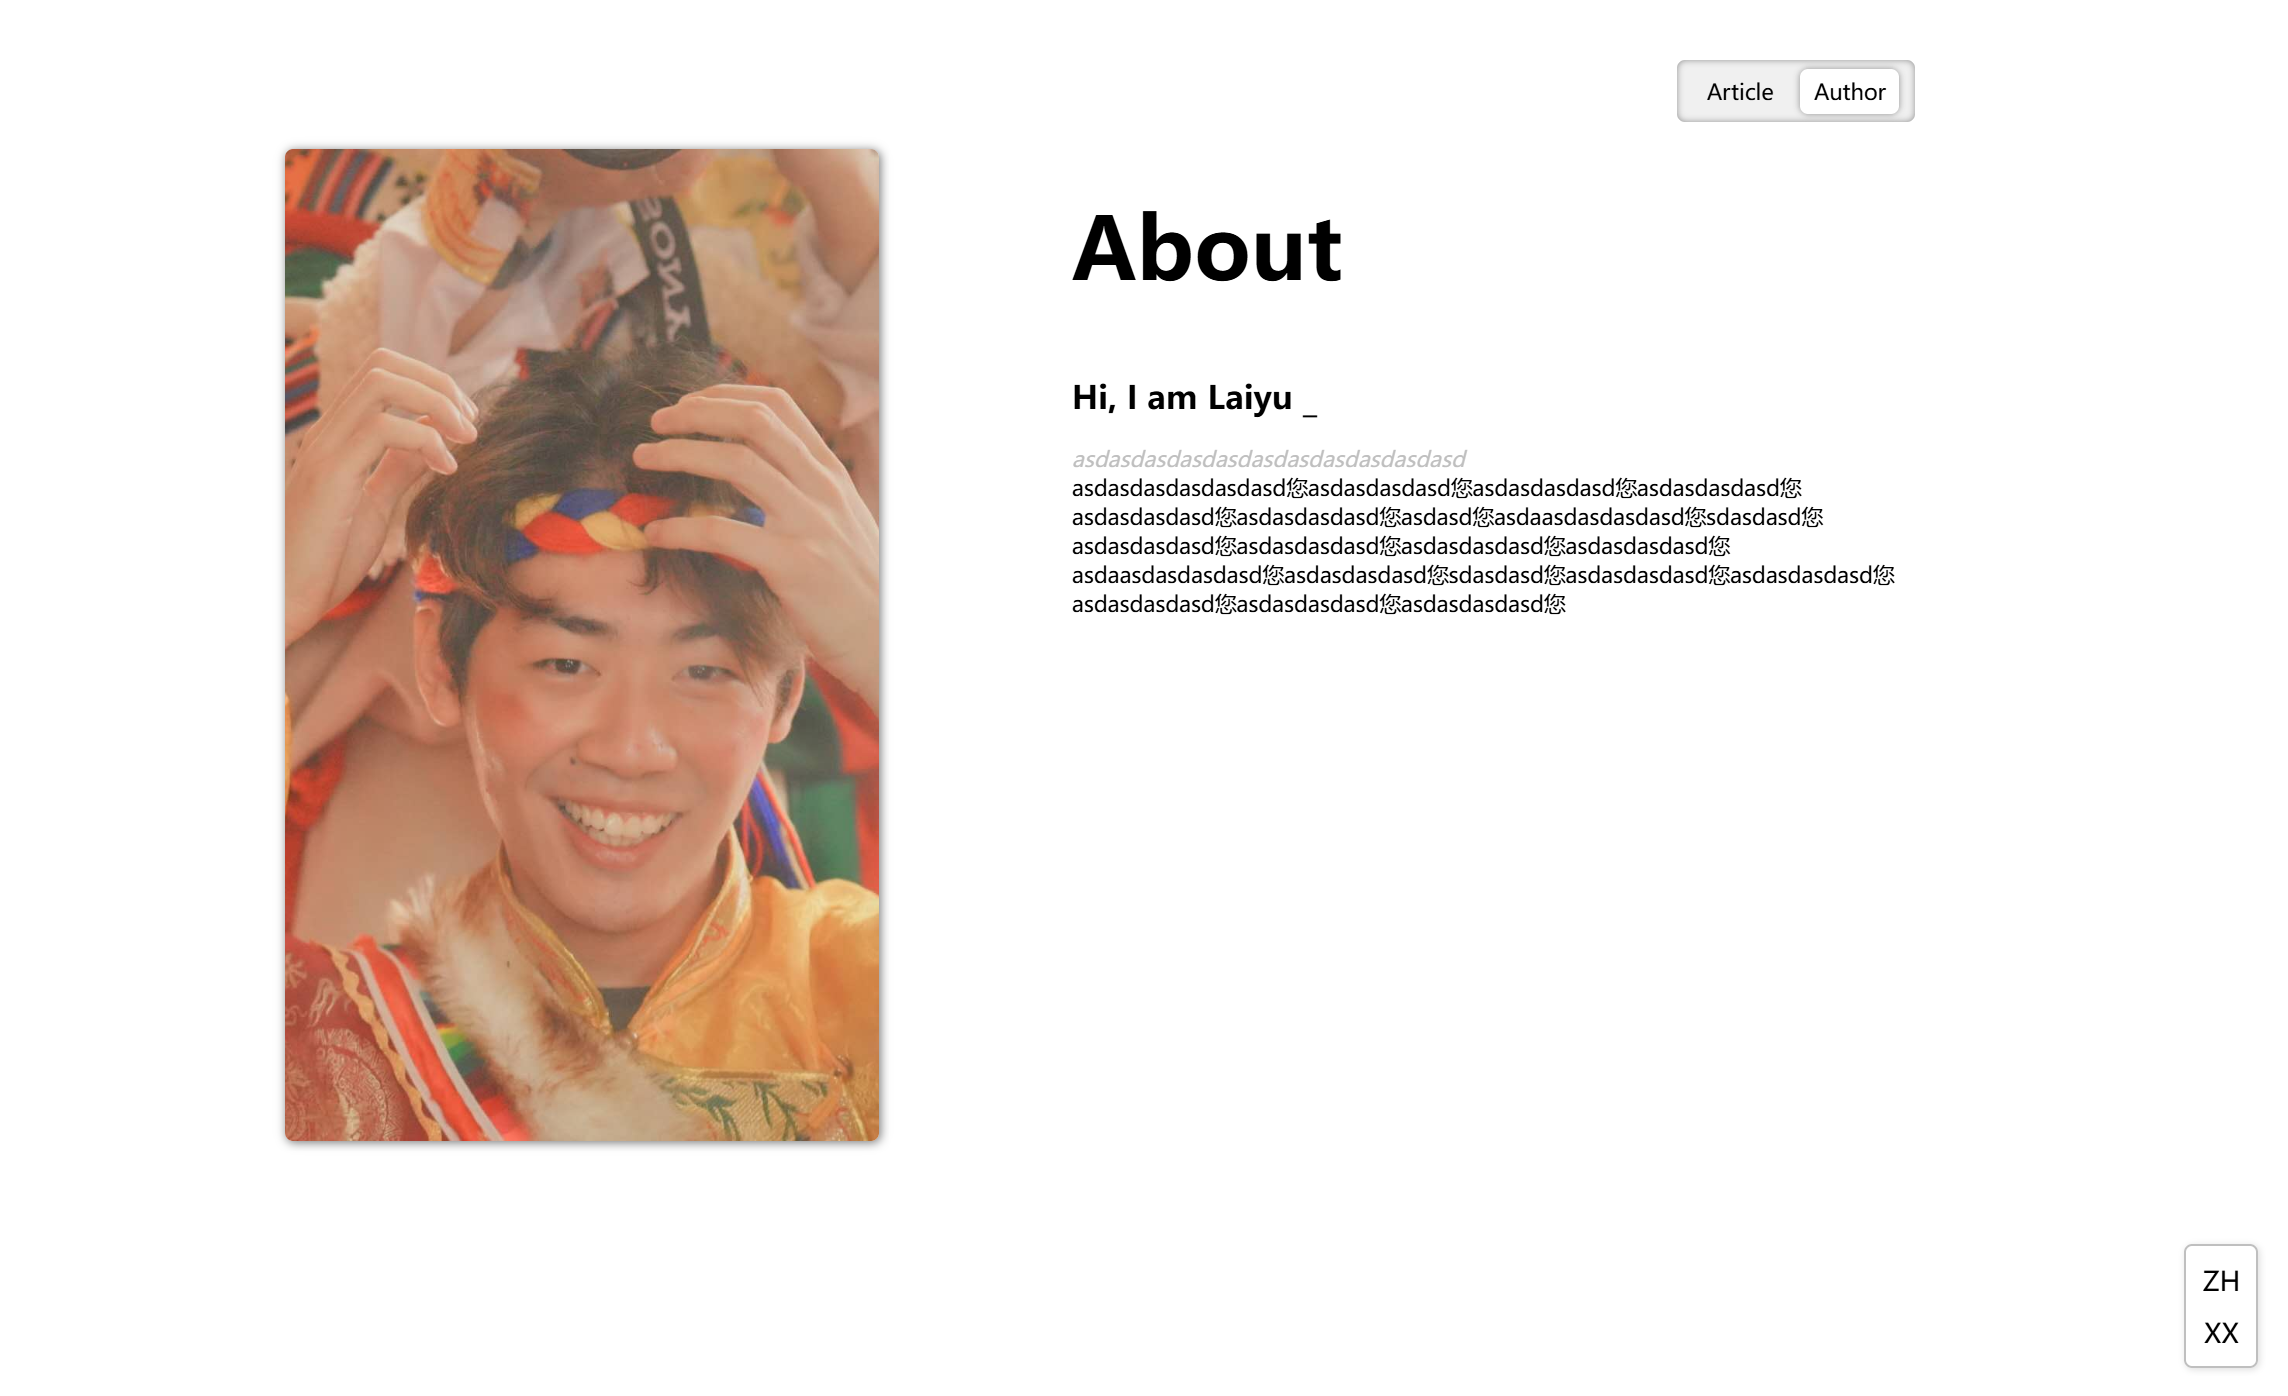 Article Author
About
Hi, I am Laiyu _
asdasdasdasdasdasdasdasdasdasdasd
asdasdasdasdasdasd您asdasdasdasd您asdasdasdasd您asdasdasdasd您
asdasdasdasd您asdasdasdasd您asdasd您asdaasdasdasdasd您sdasdasd您
asdasdasdasd您asdasdasdasd您asdasdasdasd您asdasdasdasd您
asdaasdasdasdasd您asdasdasdasd您sdasdasd您asdasdasdasd您asdasdasdasd您
asdasdasdasd您asdasdasdasd您asdasdasdasd您
ZH
XX